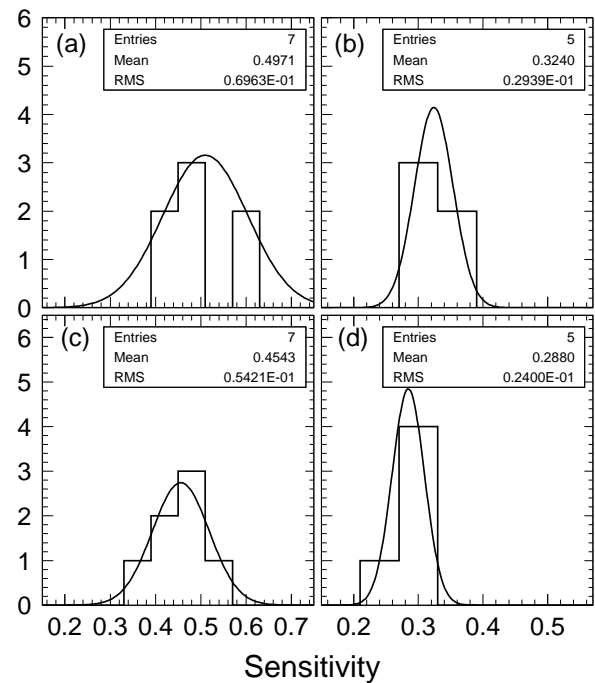 (a)
Entries 7
Mean 0.4971
RMS 0.6963E-01
(b)
Entries 5
Mean 0.3240
RMS 0.2939E-01
6
5
4
3
2
1
0
(c)
Entries 7
Mean 0.4543
RMS 0.5421E-01
(d)
Entries 5
Mean 0.2880
RMS 0.2400E-01
6
5
4
3
2
1
0
0.2 0.3 0.4 0.5 0.6 0.7
0.2 0.3 0.4 0.5
Sensitivity